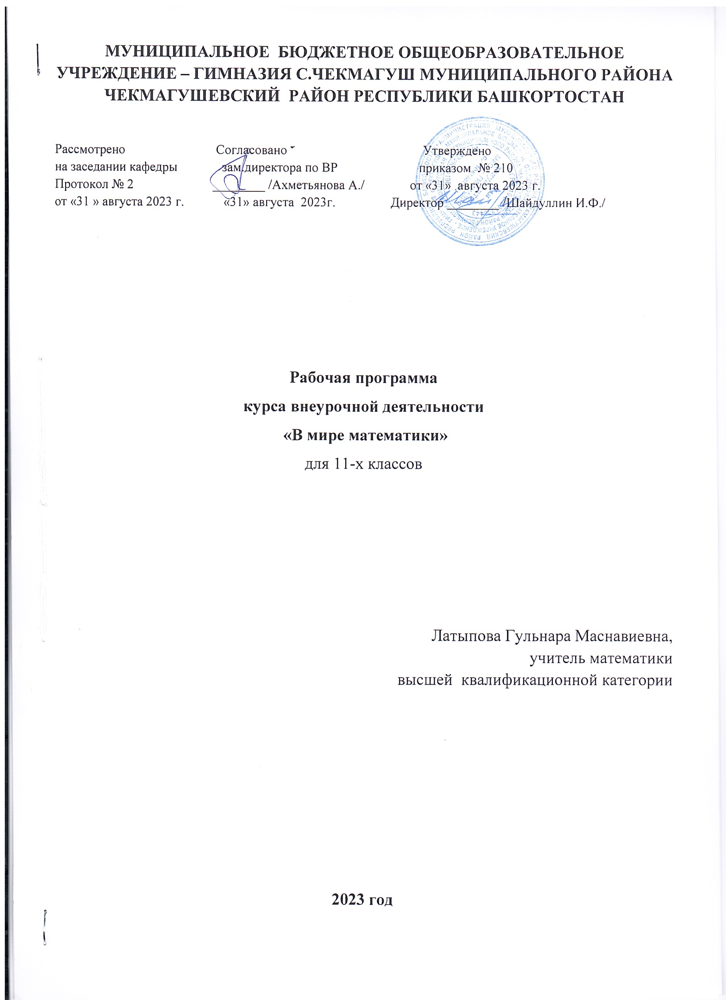 МУНИЦИПАЛЬНОЕ БЮДЖЕТНОЕ ОБЩЕОБРАЗОВАТЕЛЬНОЕ
УЧРЕЖДЕНИЕ – ГИМНАЗИЯ С.ЧЕКМАГУШ МУНИЦИПАЛЬНОГО РАЙОНА
ЧЕКМАГУШЕВСКИЙ РАЙОН РЕСПУБЛИКИ БАШКОРТОСТАН
Рассмотрено Согласовано Утверждено
на заседании кафедры зам.директора по ВР приказом № 210
Протокол № 2 ________ /Ахметьянова А./ от «31» августа 2023 г.
от «31 » августа 2023 г. «31» августа 2023г. Директор ________ /Шайдуллин И.Ф./
Рабочая программа
курса внеурочной деятельности
«В мире математики»
для 11-х классов
Латыпова Гульнара Маснавиевна,
учитель математики
высшей квалификационной категории
2023 год